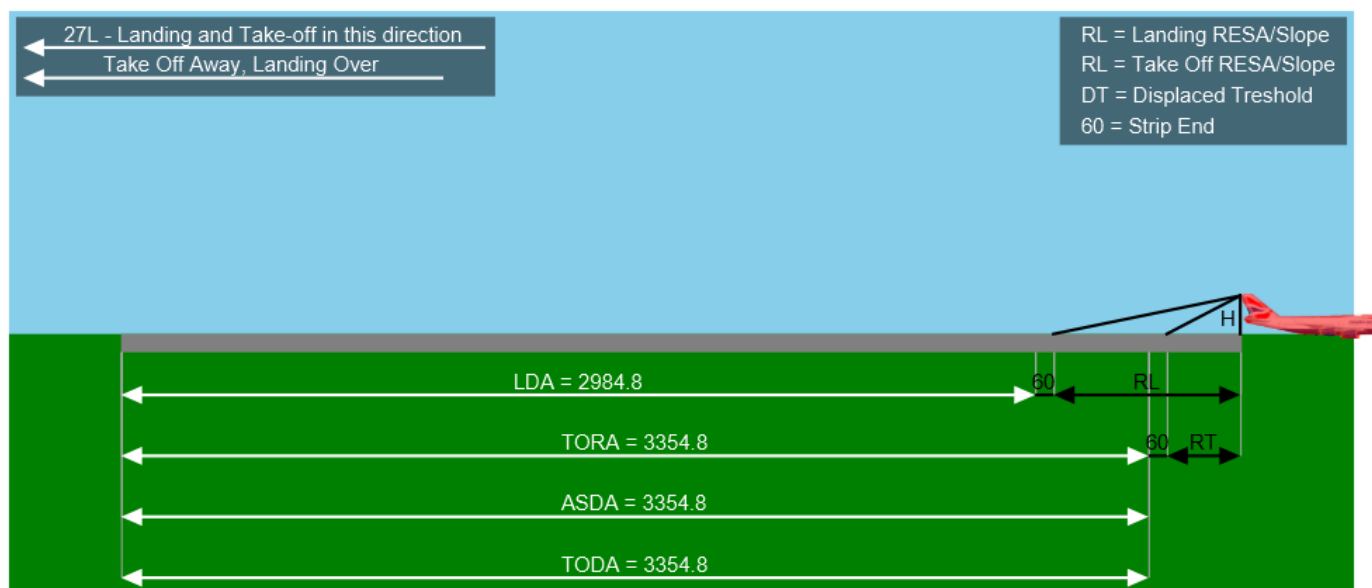 27L - Landing and Take-off in this direction
Take Off Away, Landing Over
RL = Landing RESA/Slope
RL = Take Off RESA/Slope
DT = Displaced Treshold
60 = Strip End
H
LDA = 2984.8
60
RL
TORA = 3354.8
60
RT
ASDA = 3354.8
TODA = 3354.8